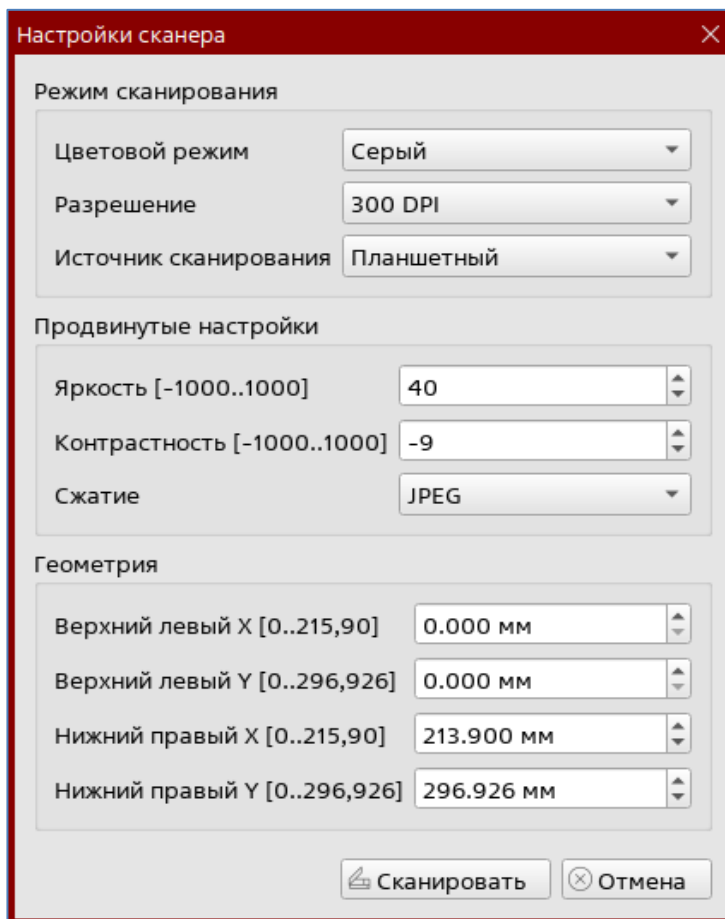 Настройки сканера
Режим сканирования
Цветовой режим Серый
Разрешение 300 DPI
Источник сканирования Планшетный
Продвинутые настройки
Яркость [-1000..1000] 40
Контрастность [-1000..1000] -9
Сжатие JPEG
Геометрия
Верхний левый X [0..215,90] 0.000 мм
Верхний левый Y [0..296,926] 0.000 мм
Нижний правый X [0..215,90] 213.900 мм
Нижний правый Y [0..296,926] 296.926 мм
Сканировать Отмена